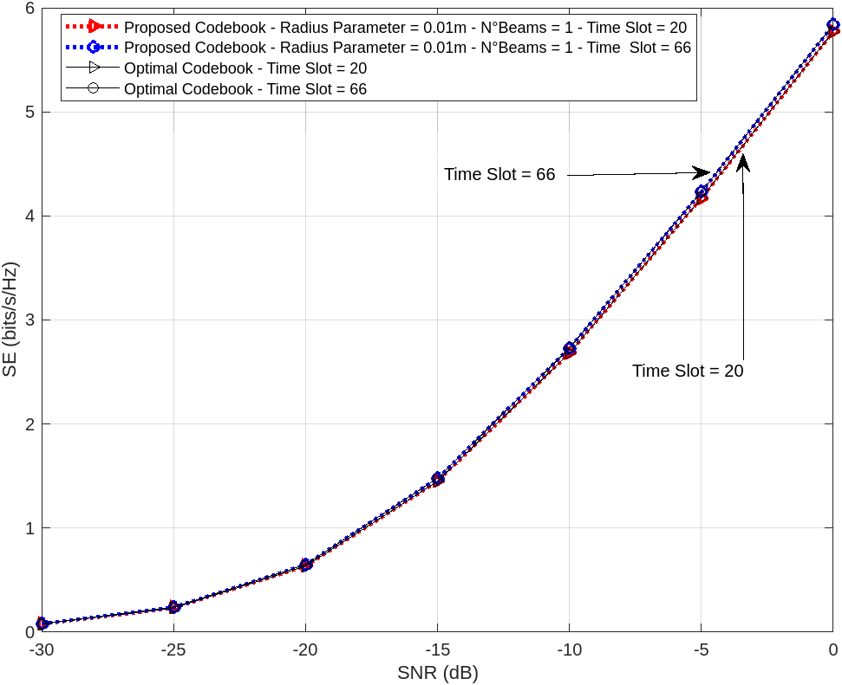 6
Proposed Codebook - Radius Parameter = 0.01m - N°Beams = 1 - Time Slot = 20
Proposed Codebook - Radius Parameter = 0.01m - N°Beams = 1 - Time  Slot = 66
Optimal Codebook - Time Slot = 20
Optimal Codebook - Time Slot = 66
5
Time Slot = 66
4
SE (bits/s/Hz)
3
Time Slot = 20
2
1
0
-30 -25 -20 -15 -10 -5 0
SNR (dB)